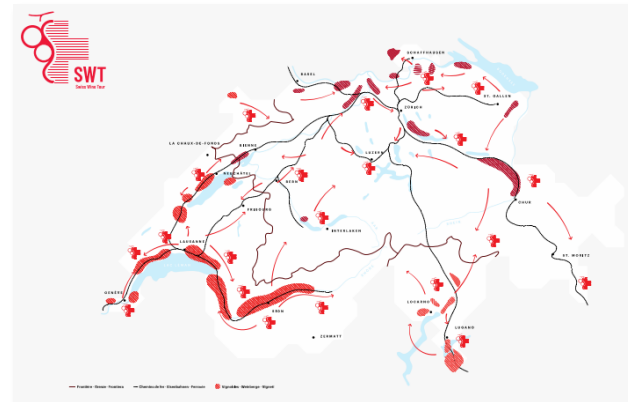 SWT
Swiss Wine Tour
SCHAFFHAUSEN
BASEL
ZÜRICH
ST. GALLEN
LA CHAUX-DE-FONDS
BIENNE
NEUCHÂTEL
LUZERN
BERN
FRIBOURG
INTERLAKEN
CHUR
LAUSANNE
ST. MORITZ
GENÈVE
SION
LOCARNO
LUGANO
ZERMATT